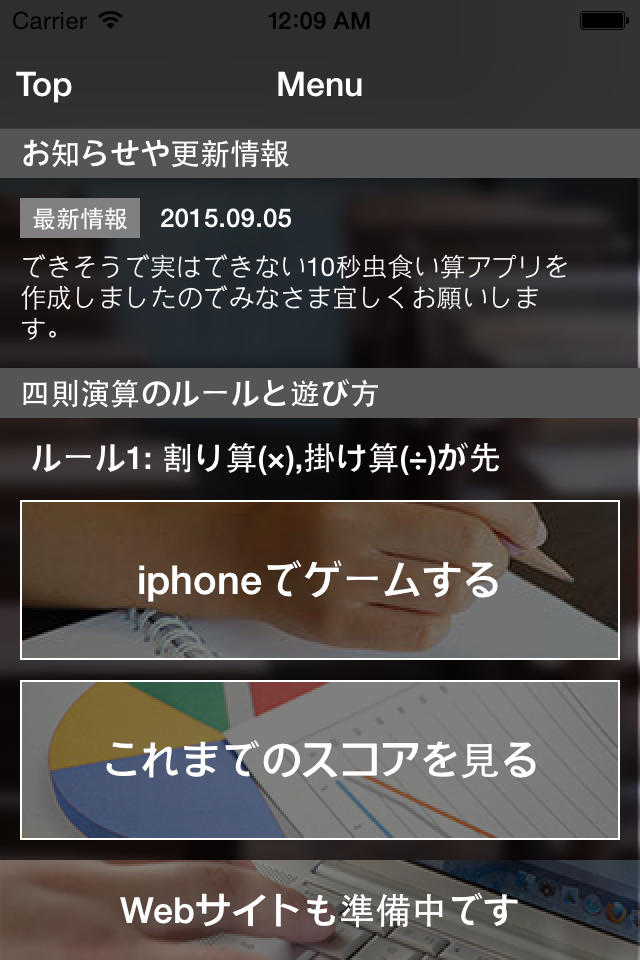 Carrier 12:09 AM
Top Menu
お知らせや更新情報
最新情報 2015.09.05
できそうで実はできない10秒虫食い算アプリを
作成しましたのでみなさま宜しくお願いしま
す。
四則演算のルールと遊び方
ルール1: 割り算(×),掛け算(÷)が先
iphoneでゲームする
これまでのスコアを見る
Webサイトも準備中です